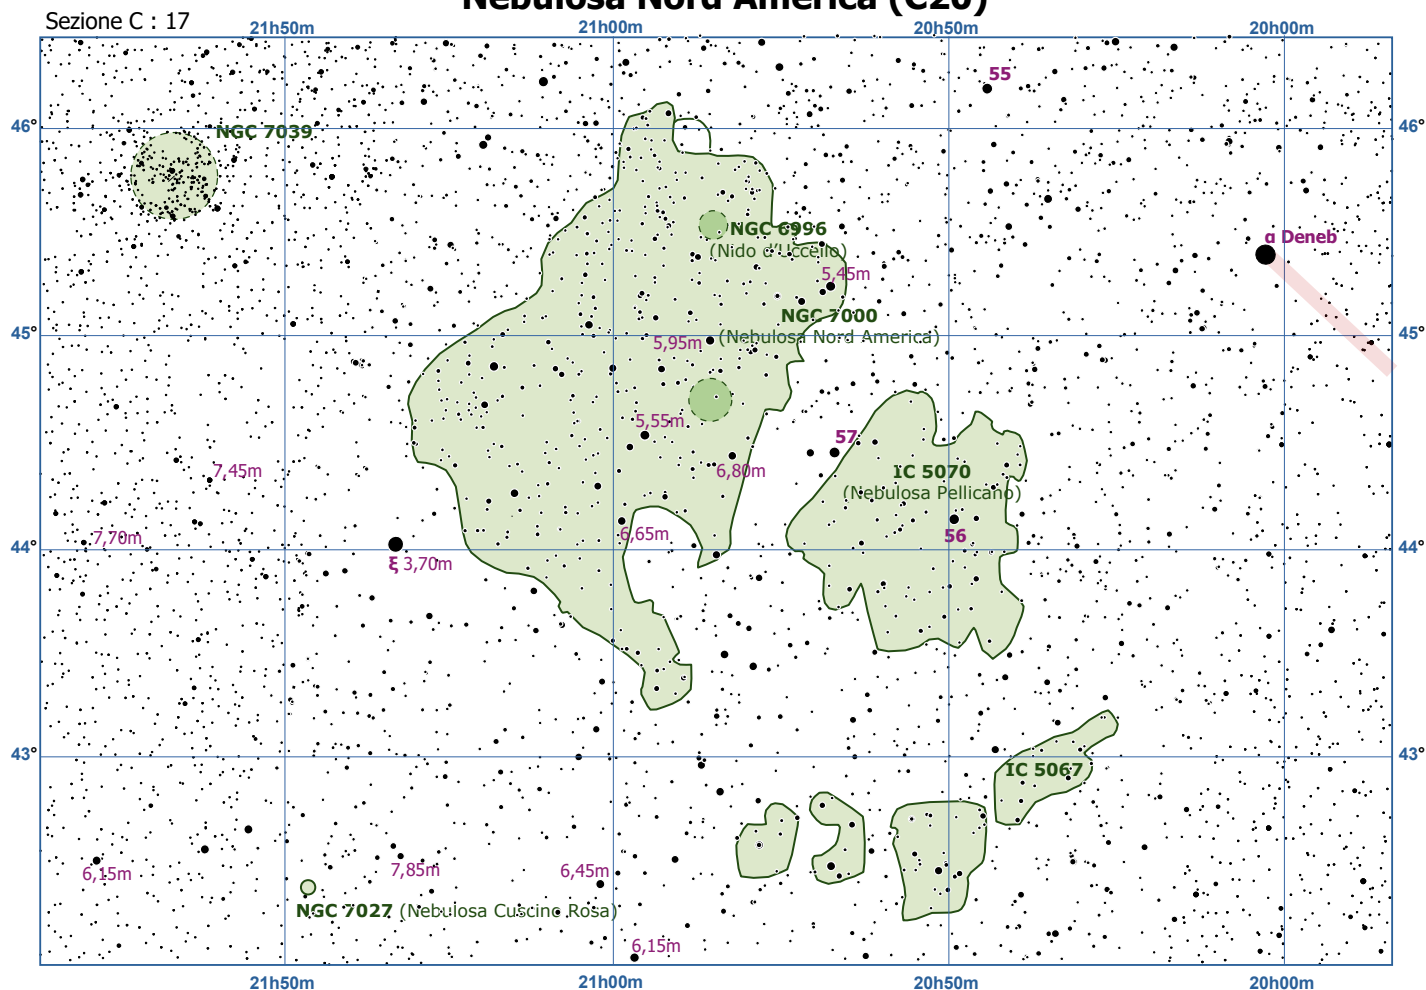 Nebulosa Nord America (C20)
Sezione C : 17
21h50m
21h00m
20h50m
20h00m
55
46°
46°
NGC 7039
NGC 6996
(Nido d'Uccello)
α Deneb
5,45m
NGC 7000
(Nebulosa Nord America)
45°
45°
5,95m
5,55m
57
7,45m
6,80m
IC 5070
(Nebulosa Pellicano)
7,70m
6,65m
56
44°
44°
ξ 3,70m
43°
43°
IC 5067
6,15m
7,85m
6,45m
NGC 7027 (Nebulosa Cuscino Rosa)
6,15m
21h50m
21h00m
20h50m
20h00m